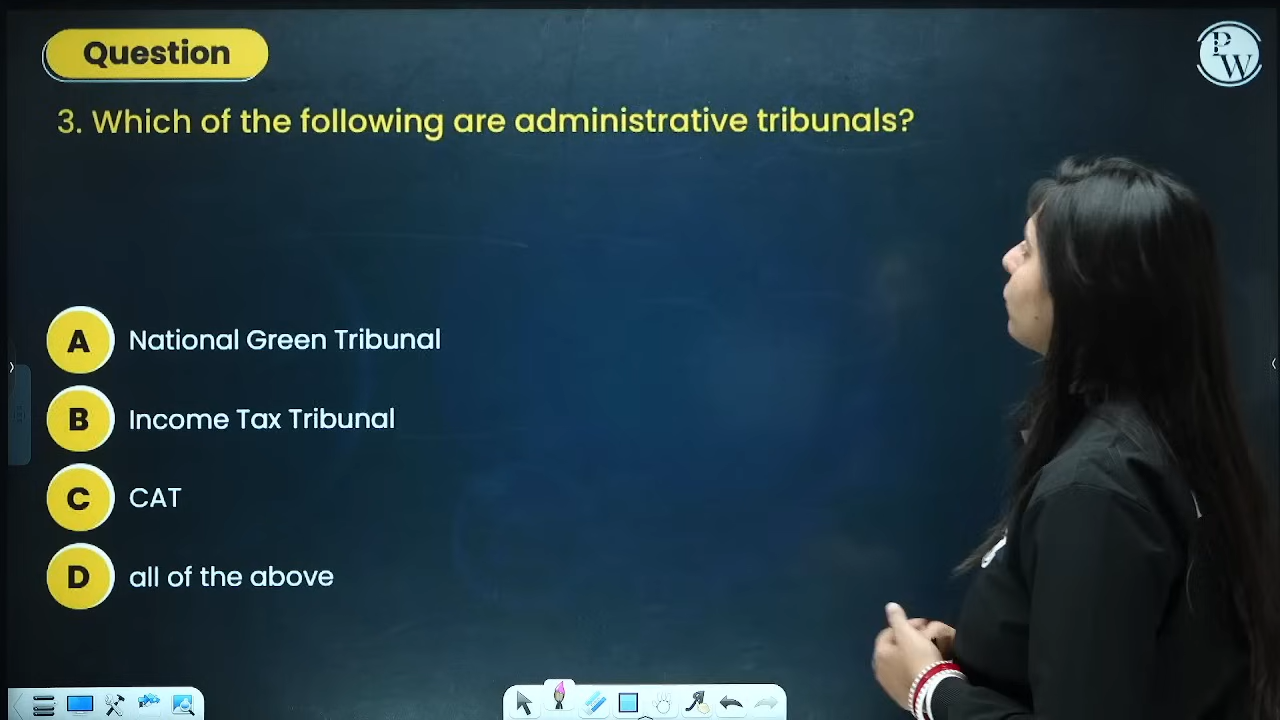 Question
PW
3. Which of the following are administrative tribunals?
A National Green Tribunal
B Income Tax Tribunal
C CAT
D all of the above